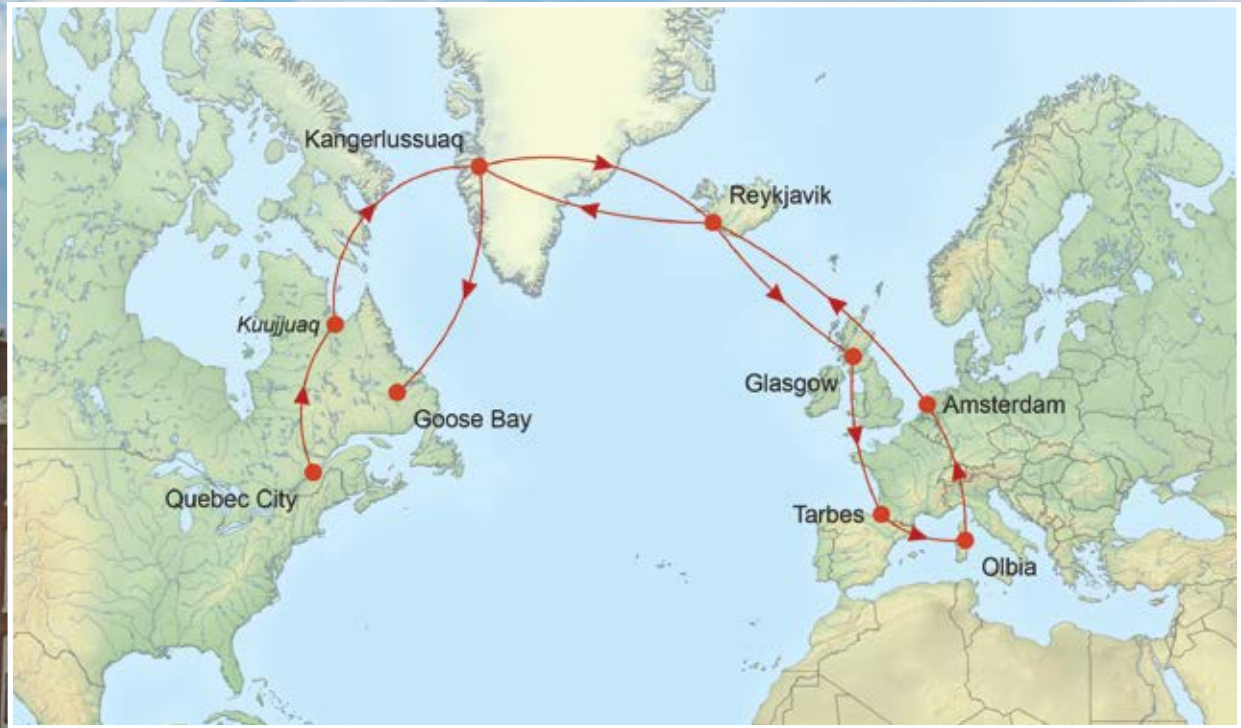 Kangerlussuaq
Reykjavik
Kuujjuaq
Glasgow
Goose Bay
Amsterdam
Quebec City
Tarbes
Olbia